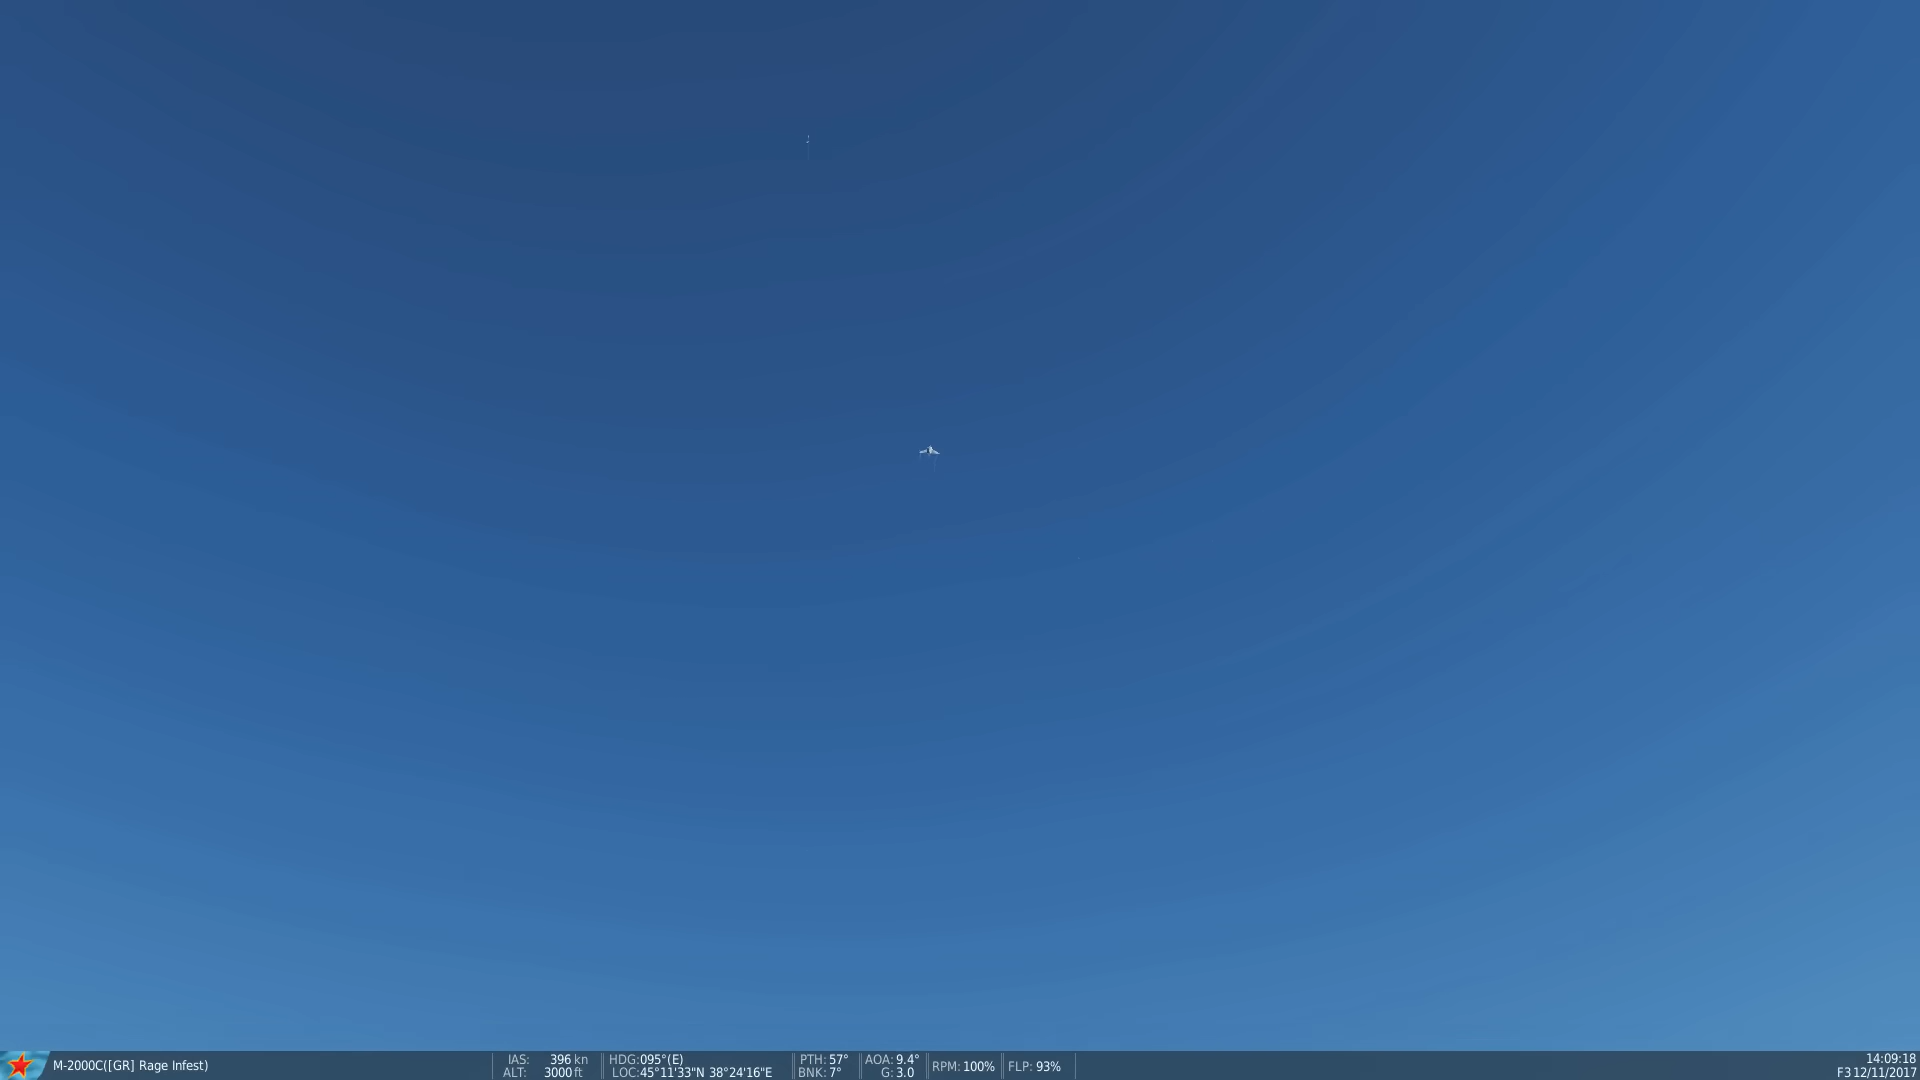 M-2000C([GR] Rage Infest)
IAS: 396 kn
ALT: 3000 ft
HDG:095°(E)
LOC:45°11'33"N 38°24'16"E
PTH: 57°
BNK: 7°
AOA: 9.4°
G: 3.0
RPM: 100%
FLP: 93%
14:09:18
F3 12/11/2017